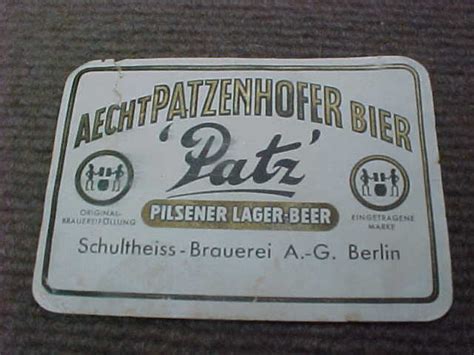 AECHT PATZENHOFER BIER
'Patz'
PILSENER LAGER-BEER
ORIGINAL-
BRAUEREIFÜLLUNG
EINGETRAGENE
MARKE
Schultheiss-Brauerei A.-G. Berlin